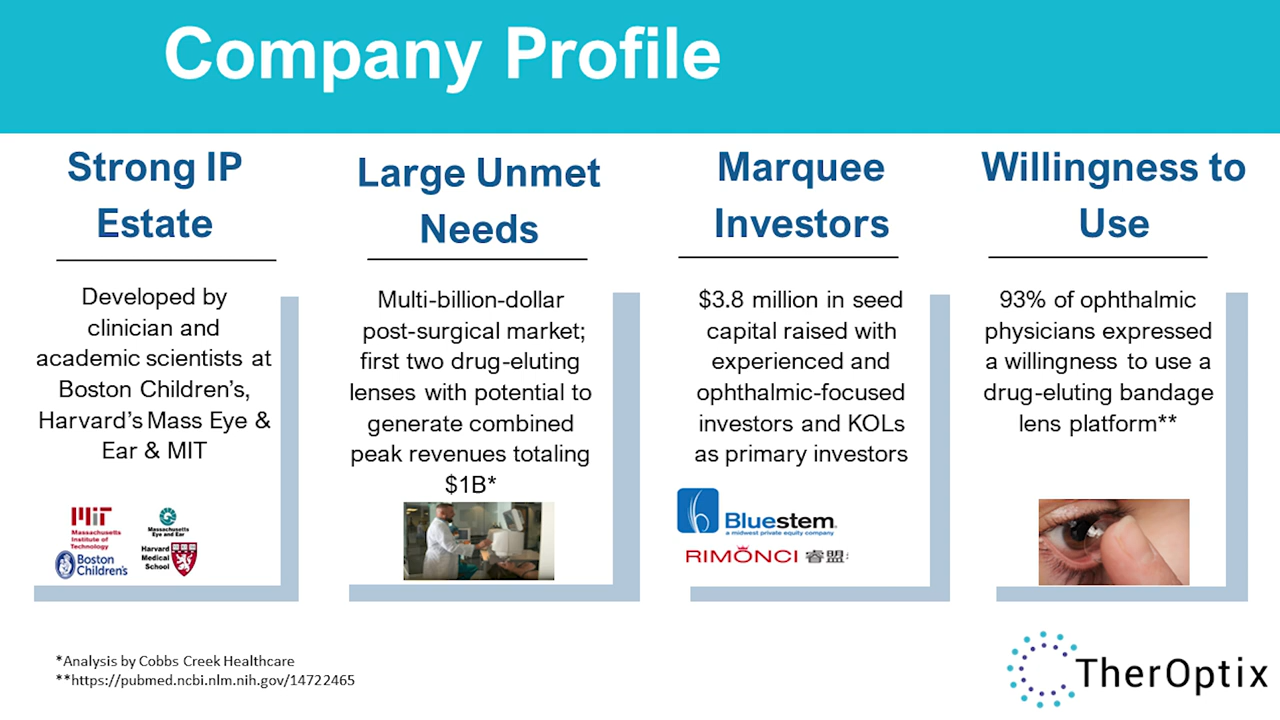 Company Profile
Strong IP
Estate
Developed by
clinician and
academic scientists at
Boston Children's,
Harvard's Mass Eye &
Ear & MIT
MIT
Massachusetts
Institute of
Technology
Massachusetts
Eye and Ear
Boston
Children's
Harvard
Medical
School
Large Unmet
Needs
Multi-billion-dollar
post-surgical market;
first two drug-eluting
lenses with potential to
generate combined
peak revenues totaling
$1B*
Marquee
Investors
$3.8 million in seed
capital raised with
experienced and
ophthalmic-focused
investors and KOLs
as primary investors
Bluestem
a midwest private equity company
RIMONCI 睿盟
Willingness to
Use
93% of ophthalmic
physicians expressed
a willingness to use a
drug-eluting bandage
lens platform**
*Analysis by Cobbs Creek Healthcare
**https://pubmed.ncbi.nlm.nih.gov/14722465
TherOptix